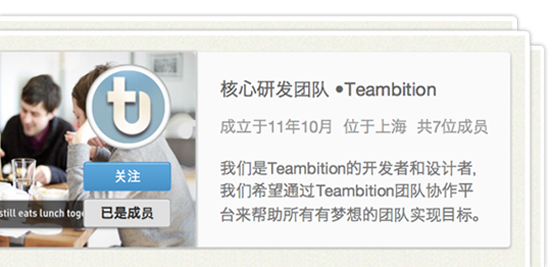 核心研发团队 •Teambition
成立于11年10月 位于上海 共7位成员
我们是Teambition的开发者和设计者,
我们希望通过Teambition团队协作平
台来帮助所有有梦想的团队实现目标。
关注
still eats lunch toge
已是成员